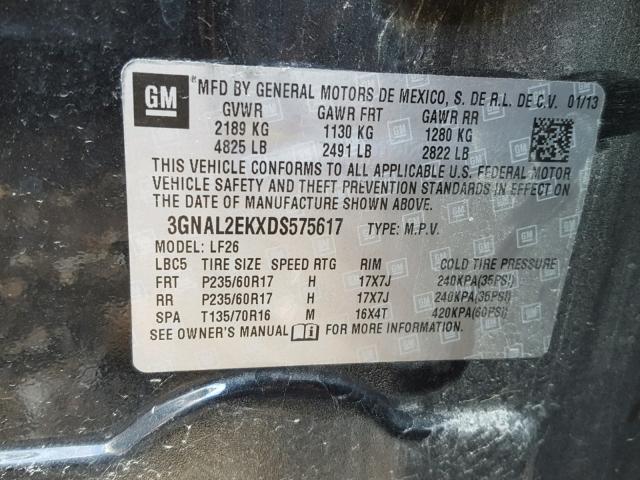 GM MFD BY GENERAL MOTORS DE MEXICO, S. DE R.L. DE C.V. 01/13
GVWR GAWR FRT GAWR RR
2189 KG 1130 KG 1280 KG
4825 LB 2491 LB 2822 LB
THIS VEHICLE CONFORMS TO ALL APPLICABLE U.S. FEDERAL MOTOR
VEHICLE SAFETY AND THEFT PREVENTION STANDARDS IN EFFECT ON
THE DATE OF MANUFACTURE SHOWN ABOVE.
3GNAL2EKXDS575617 TYPE: M.P.V.
MODEL: LF26
LBC5 TIRE SIZE SPEED RTG RIM COLD TIRE PRESSURE
FRT P235/60R17 H 17X7J 240KPA(35PSI)
RR P235/60R17 H 17X7J 240KPA(35PSI)
SPA T135/70R16 M 16X4T 420KPA(60PSI)
SEE OWNER'S MANUAL FOR MORE INFORMATION.